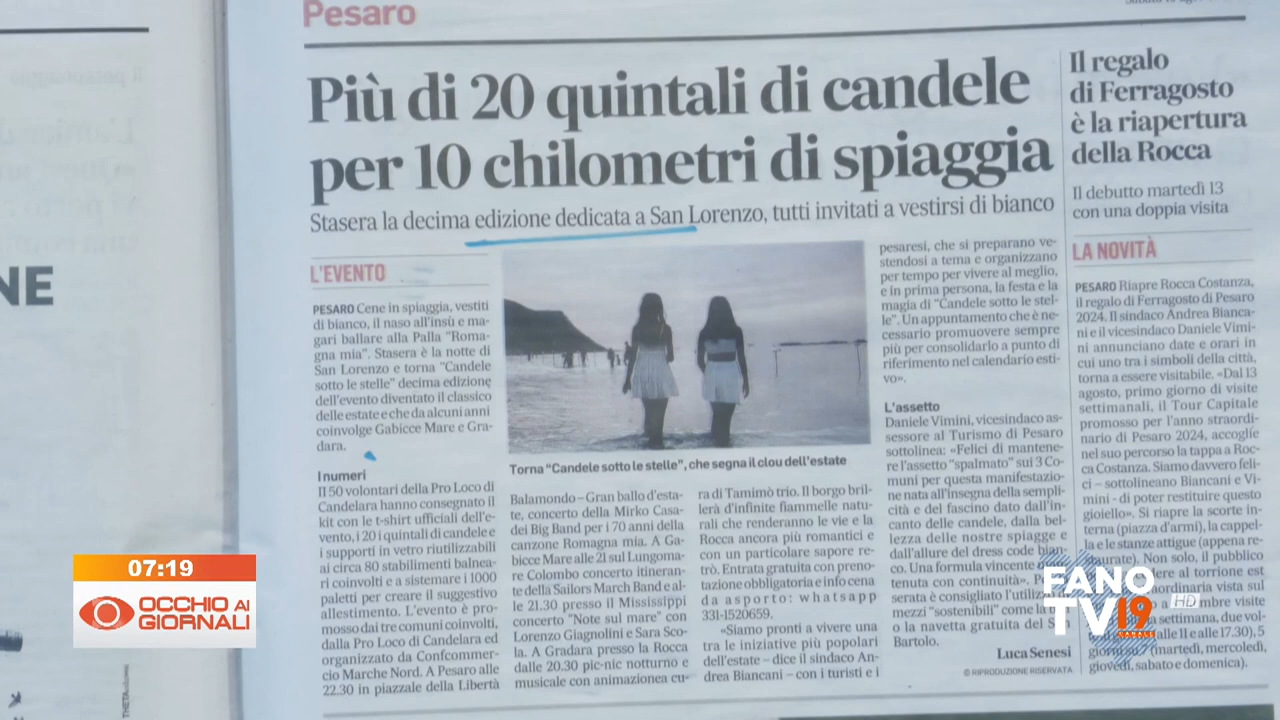 Pesaro
Più di 20 quintali di candele
per 10 chilometri di spiaggia
Stasera la decima edizione dedicata a San Lorenzo, tutti invitati a vestirsi di bianco
L'EVENTO
PESARO Cene in spiaggia, vestiti
di bianco, il naso all'insù e ma-
gari ballare alla Palla "Roma-
gna mia". Stasera è la notte di
San Lorenzo e torna "Candele
sotto le stelle" decima edizione
dell'evento diventato il classico
delle estate e che da alcuni anni
coinvolge Gabicce Mare e Gra-
dara.
I numeri
Il 50 volontari della Pro Loco di
Candelara hanno consegnato il
kit con le t-shirt ufficiali dell'e-
vento, i 20 i quintali di candele e
i supporti in vetro riutilizzabili
ai circa 80 stabilimenti balnea-
ri coinvolti e a sistemare i 1000
paletti per creare il suggestivo
allestimento. L'evento è pro-
mosso dai tre comuni coinvolti,
dalla Pro Loco di Candelara ed
organizzato da Confcommer-
cio Marche Nord. A Pesaro alle
22.30 in piazzale della Libertà
Torna "Candele sotto le stelle", che segna il clou dell'estate
Balamondo – Gran ballo d'esta-
te, concerto della Mirko Casa-
dei Big Band per i 70 anni della
canzone Romagna mia. A Ga-
bicce Mare alle 21 sul Lungoma-
re Colombo concerto itineran-
te della Sailors March Band e al-
le 21.30 presso il Mississippi
concerto "Note sul mare" con
Lorenzo Giagnolini e Sara Sco-
la. A Gradara presso la Rocca
dalle 20.30 pic-nic notturno e
musicale con animazionea cu-
ra di Tamimò trio. Il borgo bril-
lerà d'infinite fiammelle natu-
rali che renderanno le vie e la
Rocca ancora più romantici e
con un particolare sapore re-
trò. Entrata gratuita con preno-
tazione obbligatoria e info cena
da asporto: whatsapp
331-1520659.
«Siamo pronti a vivere una
tra le iniziative più popolari
dell'estate – dice il sindaco An-
drea Biancani – con i turisti e i
pesaresi, che si preparano ve-
stendosi a tema e organizzano
per tempo per vivere al meglio,
e in prima persona, la festa e la
magia di "Candele sotto le stel-
le". Un appuntamento che è ne-
cessario promuovere sempre
più per consolidarlo a punto di
riferimento nel calendario esti-
vo».
L'assetto
Daniele Vimini, vicesindaco as-
sessore al Turismo di Pesaro
sottolinea: «Felici di mantene-
re l'assetto "spalmato" sui 3 Co-
muni per questa manifestazio-
ne nata all'insegna della sempli-
cità e del fascino dato dall'in-
canto delle candele, dalla bel-
lezza delle nostre spiagge e
dall'allure del dress code bian-
co. Una formula vincente
tenuta con continuità».
serata è consigliato l'utilizzo
mezzi "sostenibili" come la
o la navetta gratuita del San
Bartolo.
Luca Senesi
© RIPRODUZIONE RISERVATA
Il regalo
di Ferragosto
è la riapertura
della Rocca
Il debutto martedì 13
con una doppia visita
LA NOVITÀ
PESARO Riapre Rocca Costanza,
il regalo di Ferragosto di Pesaro
2024. Il sindaco Andrea Bianca-
ni e il vicesindaco Daniele Vimi-
ni annunciano date e orari in
cui uno tra i simboli della città,
torna a essere visitabile. «Dal 13
agosto, primo giorno di visite
settimanali, il Tour Capitale
promosso per l'anno straordi-
nario di Pesaro 2024, accoglie
nel suo percorso la tappa a Roc-
ca Costanza. Siamo davvero feli-
ci – sottolineano Biancani e Vi-
mini - di poter restituire questo
gioiello». Si riapre la scorte in-
terna (piazza d'armi), la cappel-
la e le stanze attigue (appena re-
Non solo, il pubblico
ere al torrione est
vista sul
mbre visite
settimana, due vol-
alle 11 e alle 17.30), 5
(martedì, mercoledì,
giovedì, sabato e domenica).
NE
07:19
OCCHIO AI
GIORNALI
FANO
TV 19
CANALE
HD